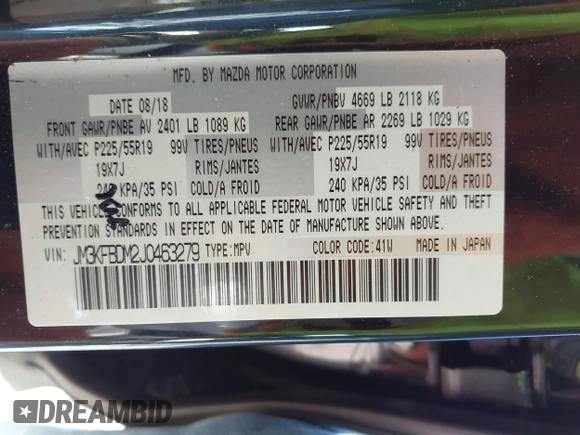 MFD. BY MAZDA MOTOR CORPORATION
DATE 08/18 GVWR/PNBV 4669 LB 2118 KG
FRONT GAWR/PNBE AV 2401 LB 1089 KG REAR GAWR/PNBE AR 2269 LB 1029 KG
WITH/AVEC P225/55R19 99V TIRES/PNEUS WITH/AVEC P225/55R19 99V TIRES/PNEUS
19X7J RIMS/JANTES 19X7J RIMS/JANTES
240 KPA/35 PSI COLD/A FROID 240 KPA/35 PSI COLD/A FROID
THIS VEHICLE CONFORMS TO ALL APPLICABLE FEDERAL MOTOR VEHICLE SAFETY AND THEFT
PREVENTION STANDARDS IN EFFECT ON THE DATE OF MANUFACTURE SHOWN ABOVE.
VIN: JM3KFBDM2J0463279 TYPE:MPV COLOR CODE:41W MADE IN JAPAN
DREAMBID